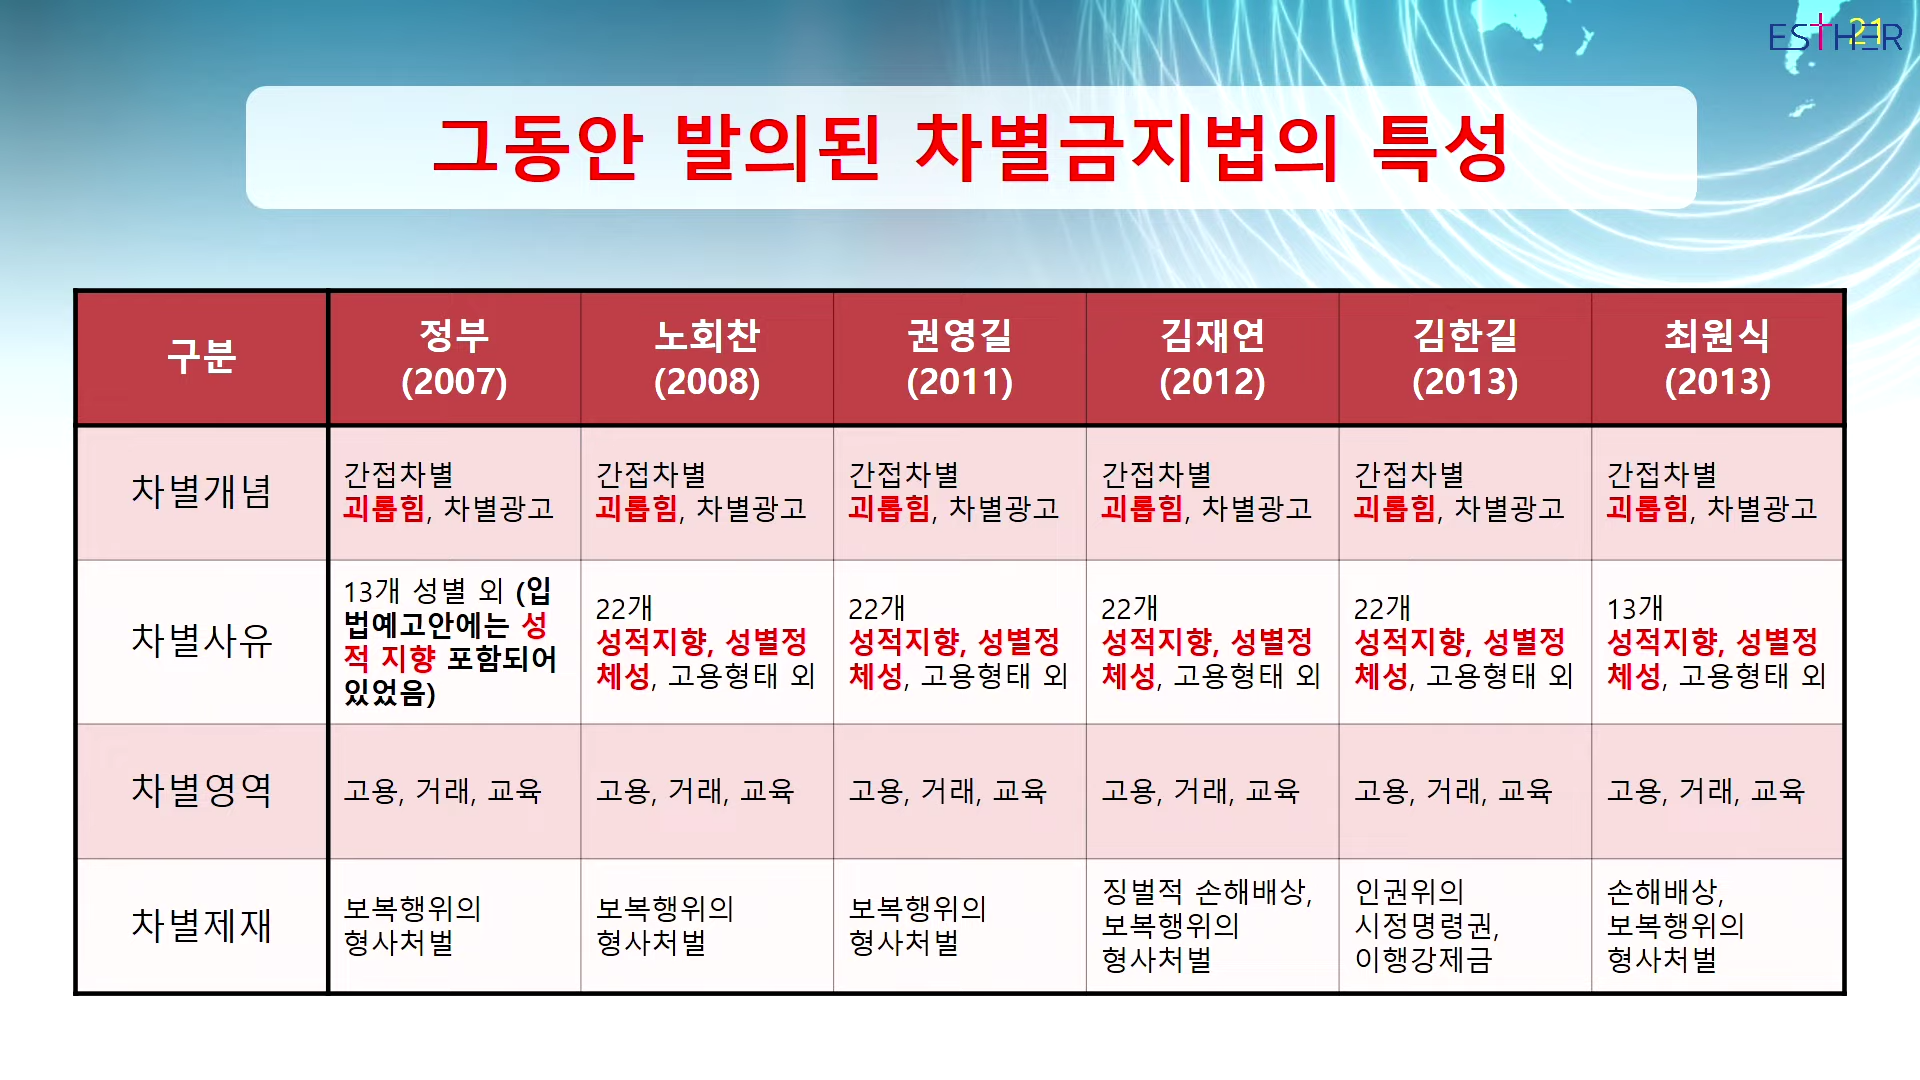 ESTHER
21
그동안 발의된 차별금지법의 특성
구분
정부
(2007)
노회찬
(2008)
권영길
(2011)
김재연
(2012)
김한길
(2013)
최원식
(2013)
차별개념
간접차별
괴롭힘, 차별광고
간접차별
괴롭힘, 차별광고
간접차별
괴롭힘, 차별광고
간접차별
괴롭힘, 차별광고
간접차별
괴롭힘, 차별광고
간접차별
괴롭힘, 차별광고
차별사유
13개 성별 외 (입
법예고안에는 성
적 지향 포함되어
있었음)
22개
성적지향, 성별정
체성, 고용형태 외
22개
성적지향, 성별정
체성, 고용형태 외
22개
성적지향, 성별정
체성, 고용형태 외
22개
성적지향, 성별정
체성, 고용형태 외
13개
성적지향, 성별정
체성, 고용형태 외
차별영역
고용, 거래, 교육
고용, 거래, 교육
고용, 거래, 교육
고용, 거래, 교육
고용, 거래, 교육
고용, 거래, 교육
차별제재
보복행위의
형사처벌
보복행위의
형사처벌
보복행위의
형사처벌
징벌적 손해배상,
보복행위의
형사처벌
인권위의
시정명령권,
이행강제금
손해배상,
보복행위의
형사처벌